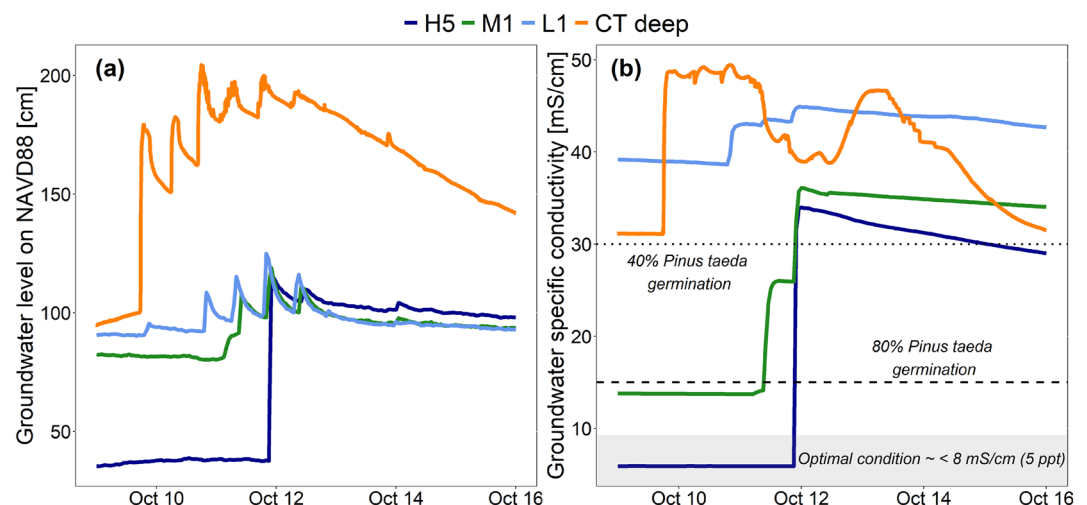 H5 M1 L1 CT deep
(a)
Groundwater level on NAVD88 [cm]
200
150
100
50
Oct 10 Oct 12 Oct 14 Oct 16
(b)
Groundwater specific conductivity [mS/cm]
50
40
30
20
10
40% Pinus taeda
germination
80% Pinus taeda
germination
Optimal condition ~ < 8 mS/cm (5 ppt)
Oct 10 Oct 12 Oct 14 Oct 16